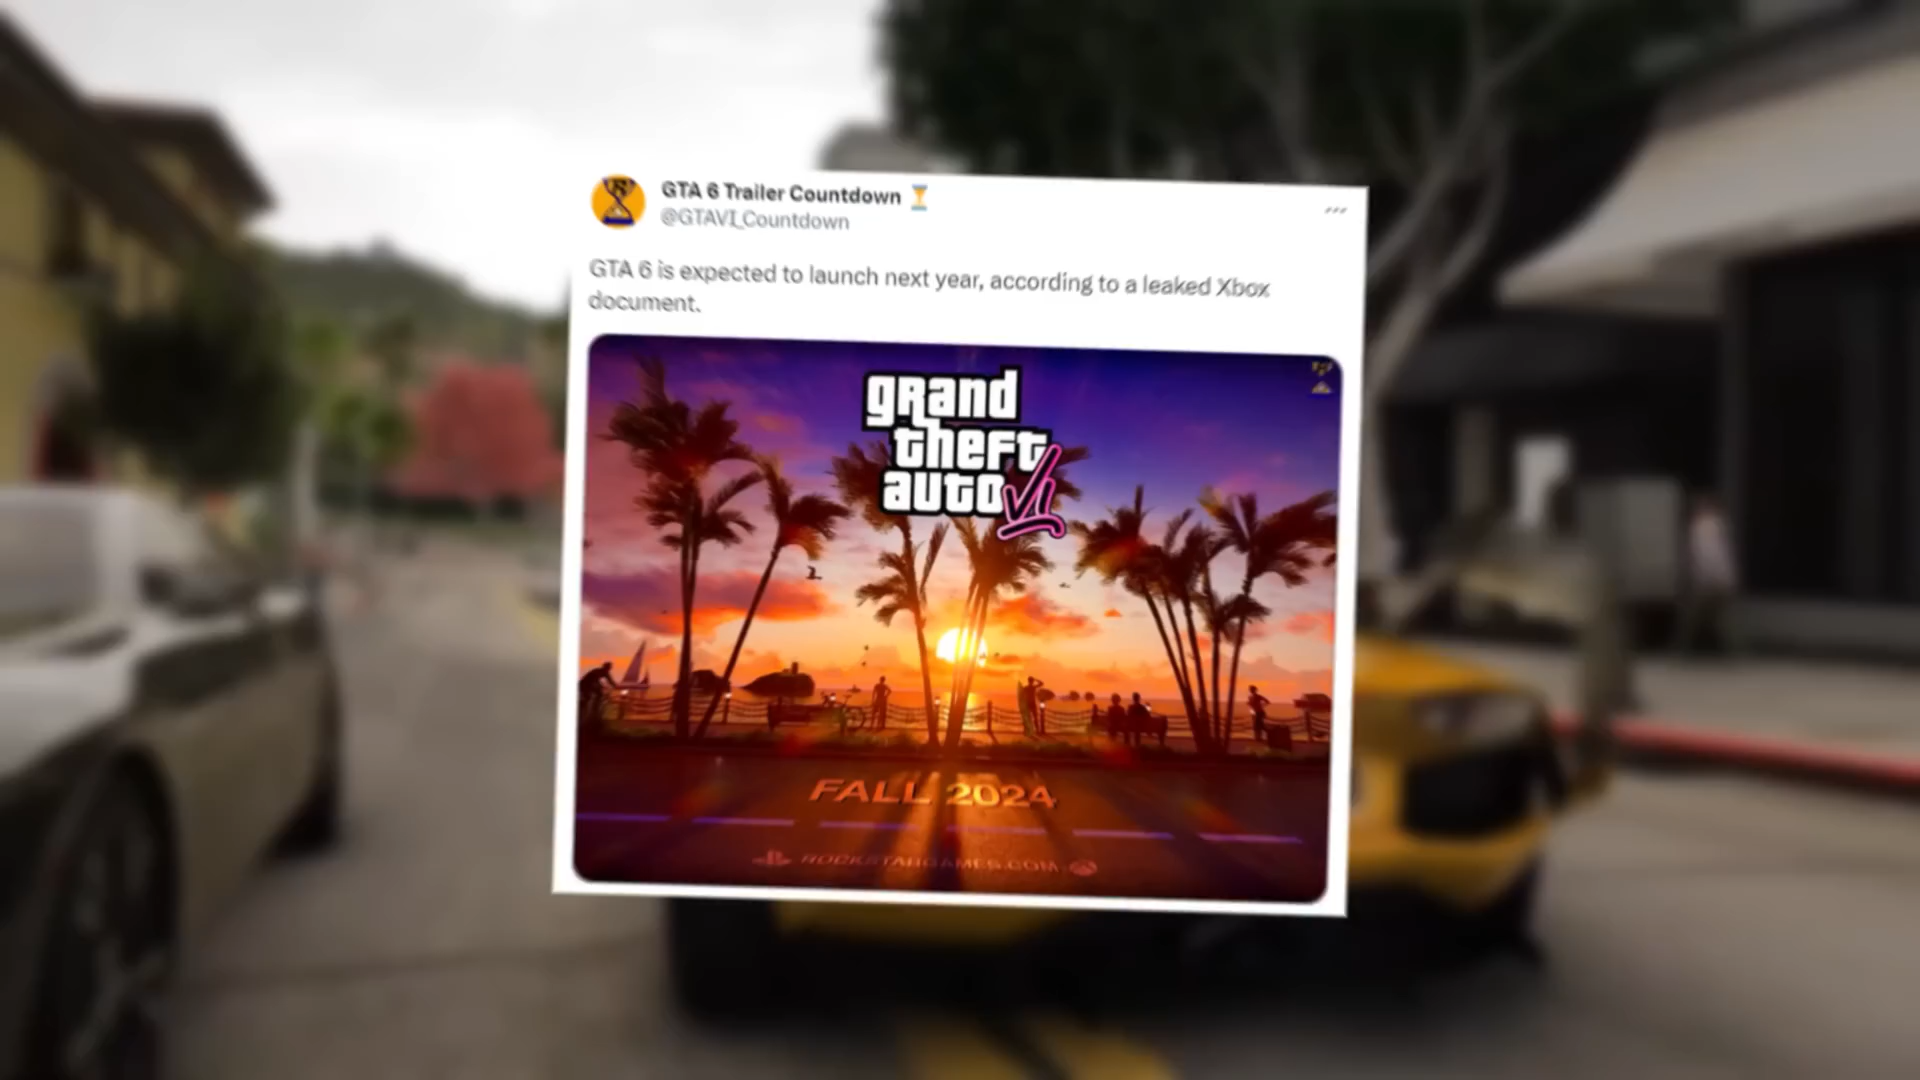 GTA 6 Trailer Countdown ⏳
@GTAVI_Countdown
GTA 6 is expected to launch next year, according to a leaked Xbox
document.
grand
theft
auto VI
FALL 2024
ROCKSTARGAMES.COM